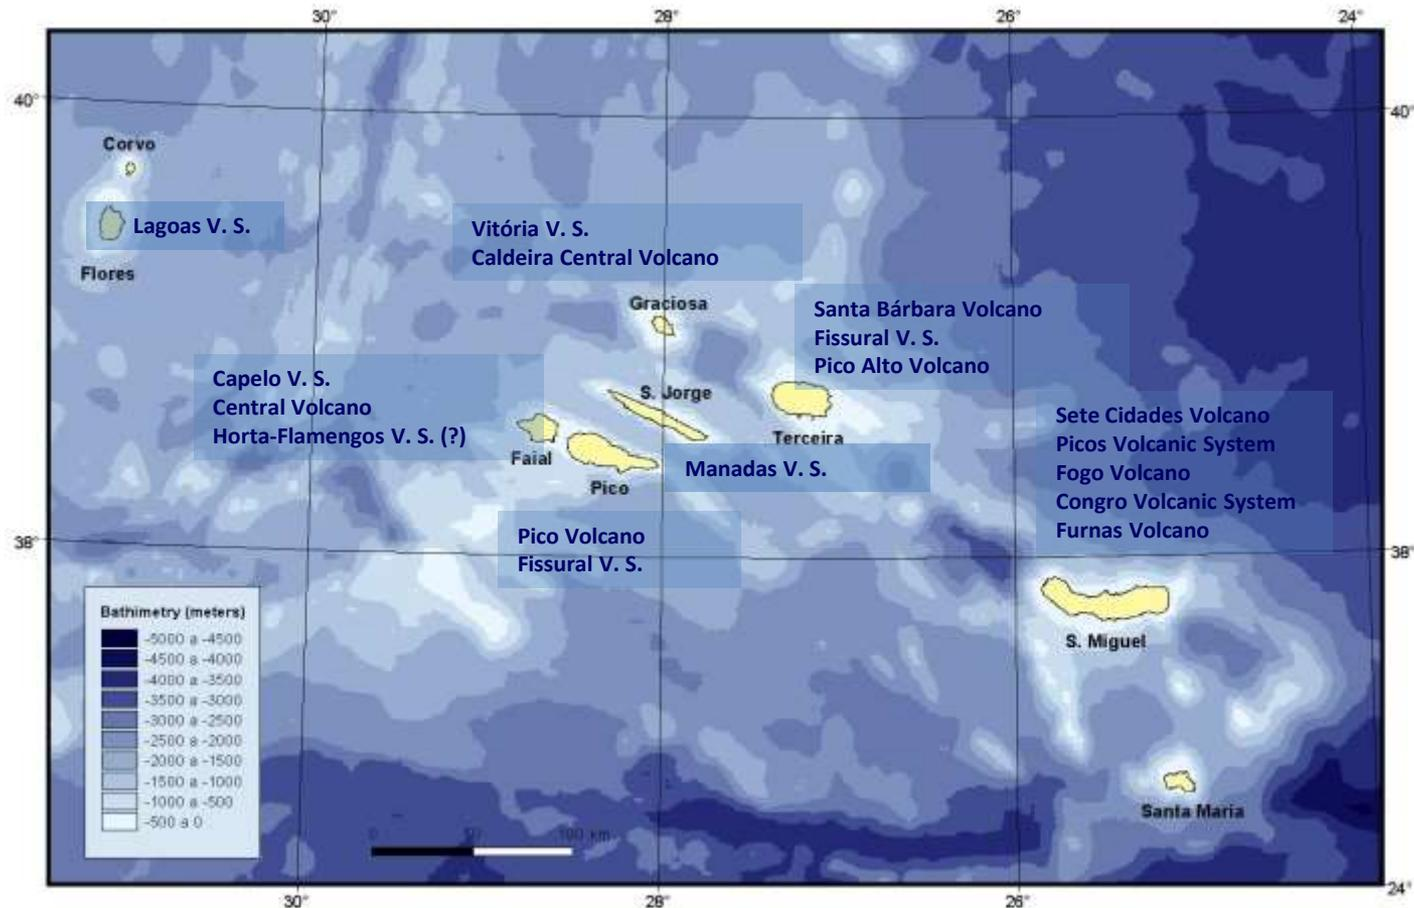 30°
28°
26°
24°
40°
40°
Corvo
Lagoas V. S.
Flores
Vitória V. S.
Caldeira Central Volcano
Graciosa
Santa Bárbara Volcano
Fissural V. S.
Pico Alto Volcano
Capelo V. S.
Central Volcano
Horta-Flamengos V. S. (?)
S. Jorge
Terceira
Faial
Pico
Manadas V. S.
Sete Cidades Volcano
Picos Volcanic System
Fogo Volcano
Congro Volcanic System
Furnas Volcano
38°
38°
Pico Volcano
Fissural V. S.
S. Miguel
Santa Maria
Bathimetry (meters)
-5000 a -4500
-4500 a -4000
-4000 a -3500
-3500 a -3000
-3000 a -2500
-2500 a -2000
-2000 a -1500
-1500 a -1000
-1000 a -500
-500 a 0
0 50 100 km
30°
28°
26°
24°